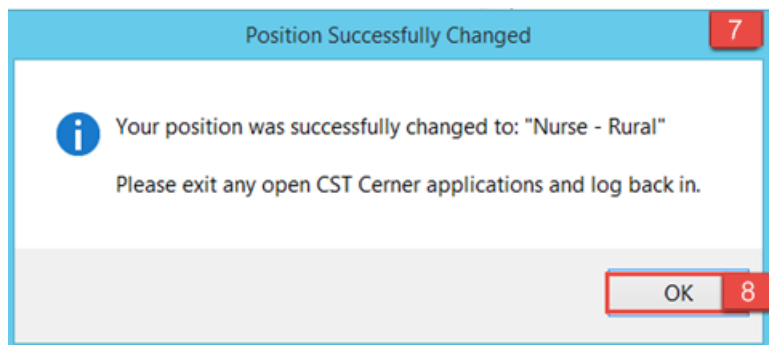 Position Successfully Changed 7
Your position was successfully changed to: "Nurse - Rural"
Please exit any open CST Cerner applications and log back in.
OK 8